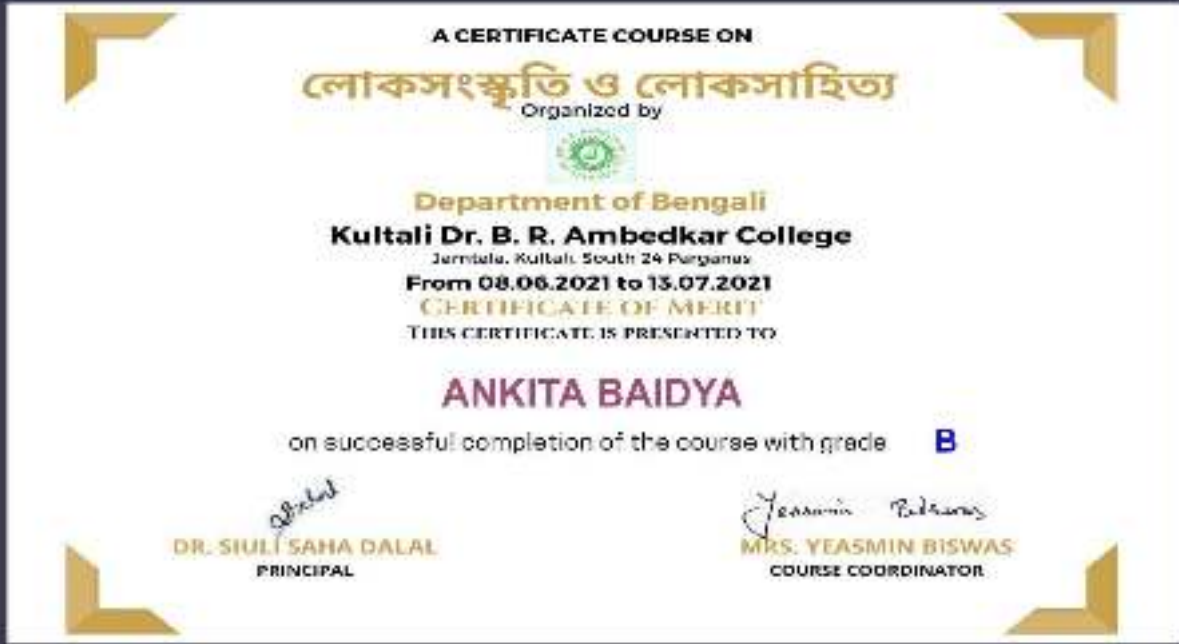 A CERTIFICATE COURSE ON
লোকসংস্কৃতি ও লোকসাহিত্য
Organized by
Department of Bengali
Kultali Dr. B. R. Ambedkar College
Jamtala, Kultali, South 24 Parganas
From 08.06.2021 to 13.07.2021
CERTIFICATE OF MERIT
THIS CERTIFICATE IS PRESENTED TO
ANKITA BAIDYA
on successful completion of the course with grade B
Yeasmin Biswas
DR. SIULI SAHA DALAL
MRS. YEASMIN BISWAS
PRINCIPAL
COURSE COORDINATOR